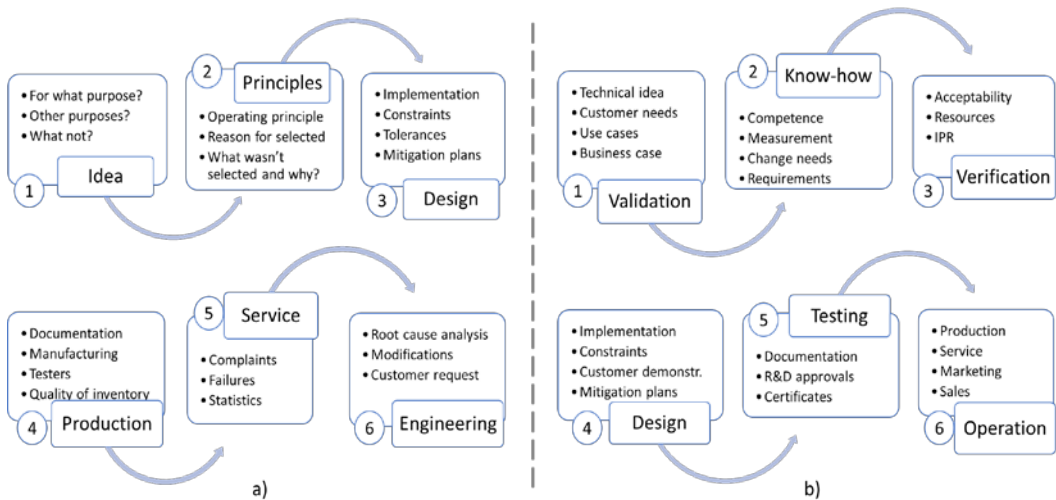 1
Idea
• For what purpose?
• Other purposes?
• What not?
2
Principles
• Operating principle
• Reason for selected
• What wasn't
selected and why?
3
Design
• Implementation
• Constraints
• Tolerances
• Mitigation plans
4
Production
• Documentation
• Manufacturing
• Testers
• Quality of inventory
5
Service
• Complaints
• Failures
• Statistics
6
Engineering
• Root cause analysis
• Modifications
• Customer request
a)
1
Validation
• Technical idea
• Customer needs
• Use cases
• Business case
2
Know-how
• Competence
• Measurement
• Change needs
• Requirements
3
Verification
• Acceptability
• Resources
• IPR
4
Design
• Implementation
• Constraints
• Customer demonstr.
• Mitigation plans
5
Testing
• Documentation
• R&D approvals
• Certificates
6
Operation
• Production
• Service
• Marketing
• Sales
b)